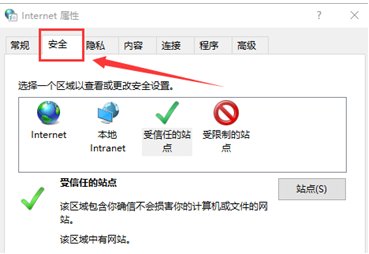 Internet 属性
常规 安全 隐私 内容 连接 程序 高级
选择一个区域以查看或更改安全设置。
Internet 本地 受信任的站 受限制的站
Intranet 点 点
受信任的站点
站点(S)
该区域包含你确信不会损害你的计算机或文件的网
站。
该区域中有网站。